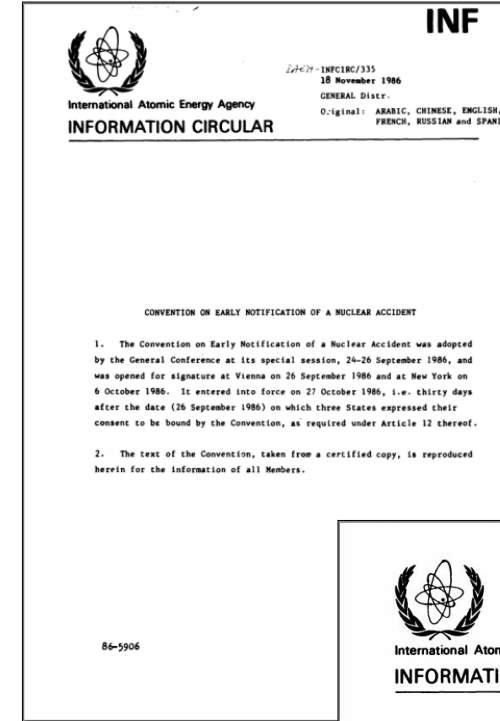 INF
INFCIRC/335
18 November 1986
GENERAL Distr.
International Atomic Energy Agency
INFORMATION CIRCULAR
Original: ARABIC, CHINESE, ENGLISH,
FRENCH, RUSSIAN and SPANI
CONVENTION ON EARLY NOTIFICATION OF A NUCLEAR ACCIDENT
1. The Convention on Early Notification of a Nuclear Accident was adopted
by the General Conference at its special session, 24-26 September 1986, and
was opened for signature at Vienna on 26 September 1986 and at New York on
6 October 1986. It entered into force on 27 October 1986, i.e. thirty days
after the date (26 September 1986) on which three States expressed their
consent to be bound by the Convention, as required under Article 12 thereof.
2. The text of the Convention, taken from a certified copy, is reproduced
herein for the information of all Members.
86-5906
International Atom
INFORMATI